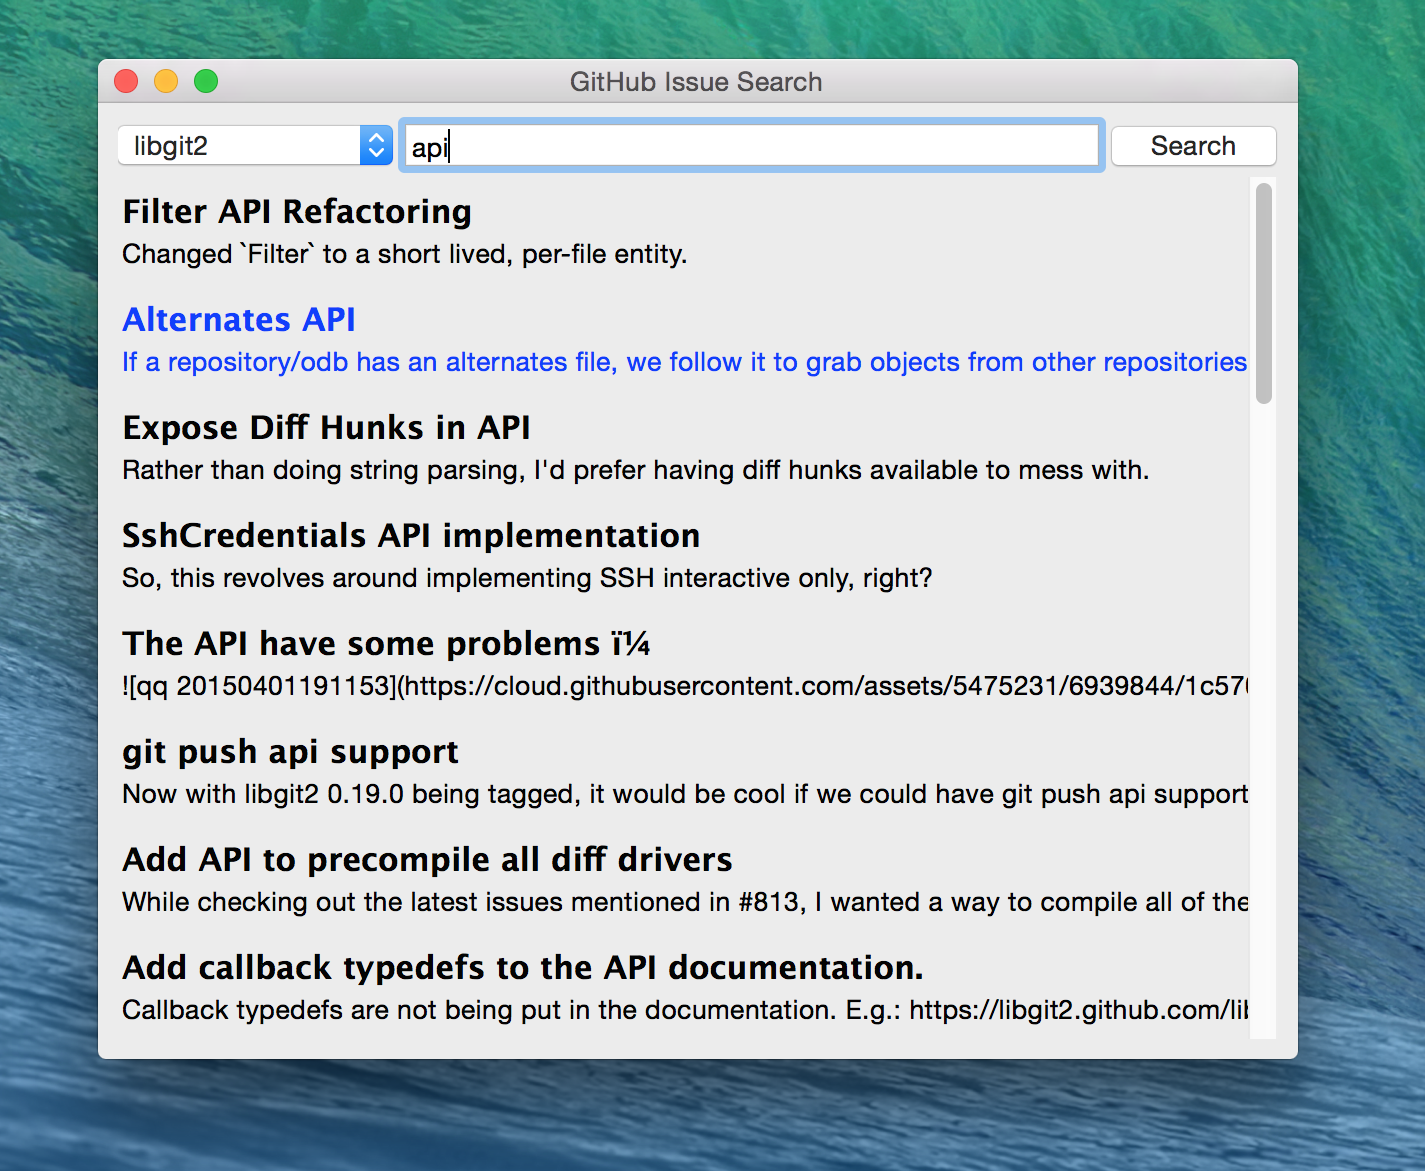 GitHub Issue Search
libgit2
api
Search
Filter API Refactoring
Changed `Filter` to a short lived, per-file entity.
Alternates API
If a repository/odb has an alternates file, we follow it to grab objects from other repositories
Expose Diff Hunks in API
Rather than doing string parsing, I'd prefer having diff hunks available to mess with.
SshCredentials API implementation
So, this revolves around implementing SSH interactive only, right?
The API have some problems ï¼
![qq 20150401191153](https://cloud.githubusercontent.com/assets/5475231/6939844/1c570
git push api support
Now with libgit2 0.19.0 being tagged, it would be cool if we could have git push api support
Add API to precompile all diff drivers
While checking out the latest issues mentioned in #813, I wanted a way to compile all of the
Add callback typedefs to the API documentation.
Callback typedefs are not being put in the documentation. E.g.: https://libgit2.github.com/lib